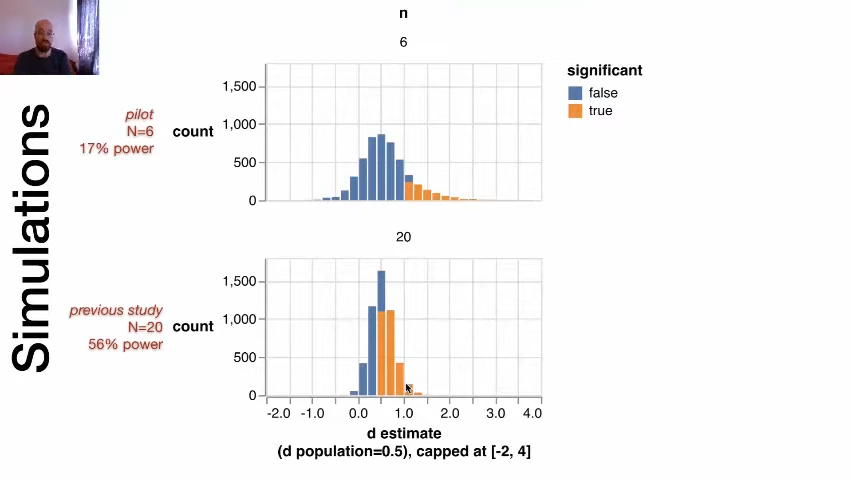 Simulations
n
6
significant
false
true
pilot
N=6
17% power
count
1,500
1,000
500
0
20
previous study
N=20
56% power
count
1,500
1,000
500
0
-2.0 -1.0 0.0 1.0 2.0 3.0 4.0
d estimate
(d population=0.5), capped at [-2, 4]